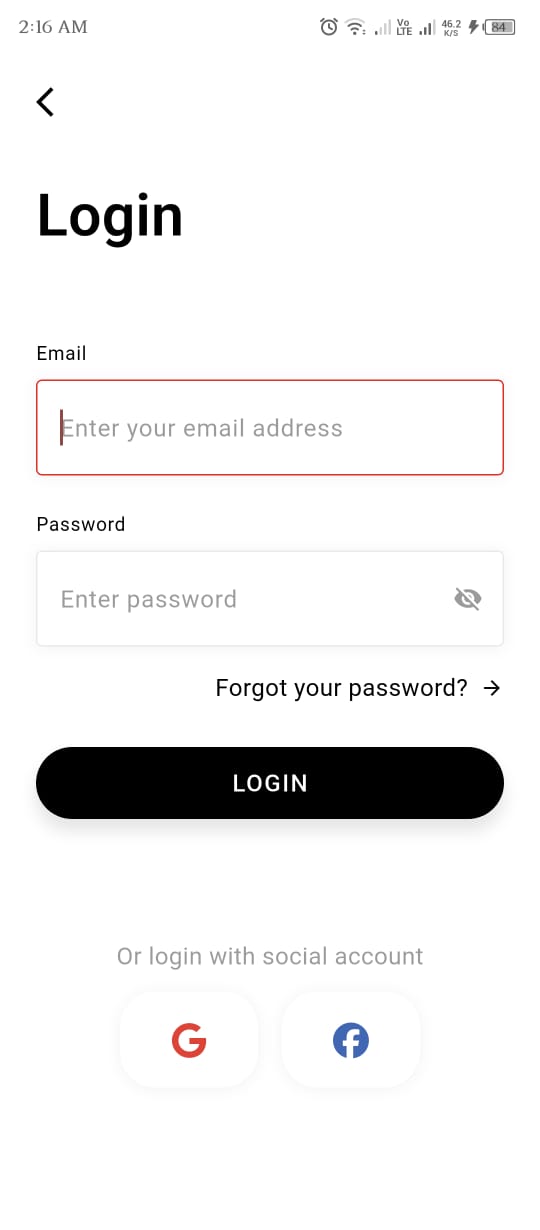 2:16 AM Vo LTE 46.2 K/S 84
Login
Email
Enter your email address
Password
Enter password
Forgot your password? →
LOGIN
Or login with social account